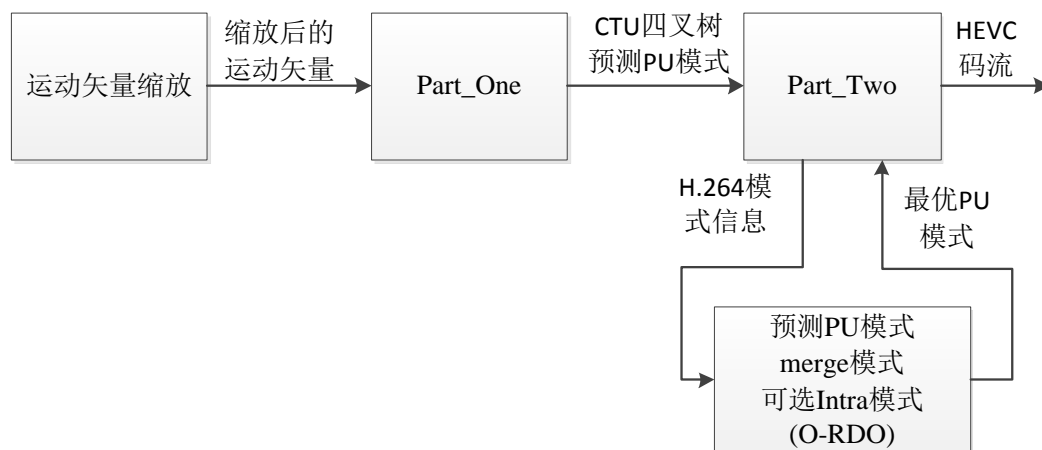 运动矢量缩放
缩放后的
运动矢量
Part_One
CTU四叉树
预测PU模式
Part_Two
HEVC
码流
H.264模
式信息
最优PU
模式
预测PU模式
merge模式
可选Intra模式
(O-RDO)